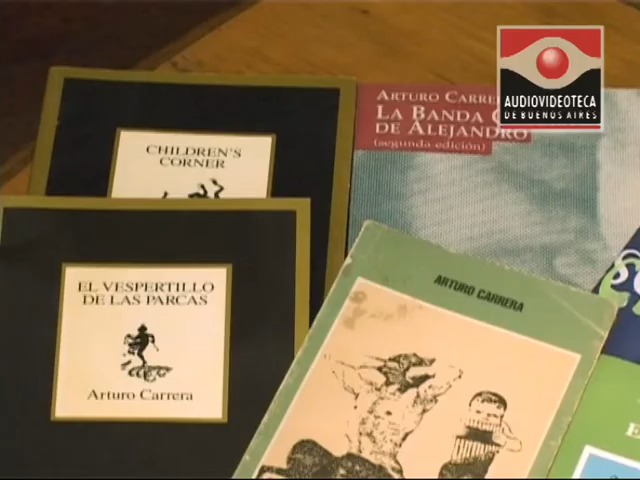 AUDIOVIDEOTECA
DE BUENOS AIRES
CHILDREN'S
CORNER
ARTURO CARRE
LA BANDA
DE ALEJANDRO
(segunda edición)
EL VESPERTILLO
DE LAS PARCAS
Arturo Carrera
ARTURO CARRERA
E